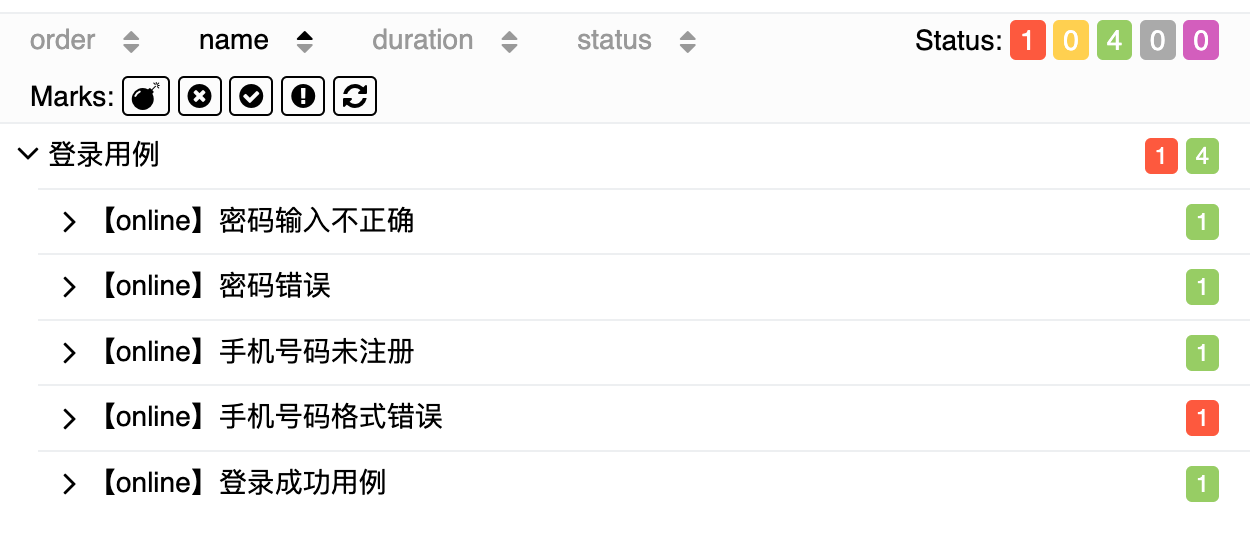 order name duration status Status: 1 0 4 0 0
Marks:
登录用例 1 4
【online】密码输入不正确 1
【online】密码错误 1
【online】手机号码未注册 1
【online】手机号码格式错误 1
【online】登录成功用例 1